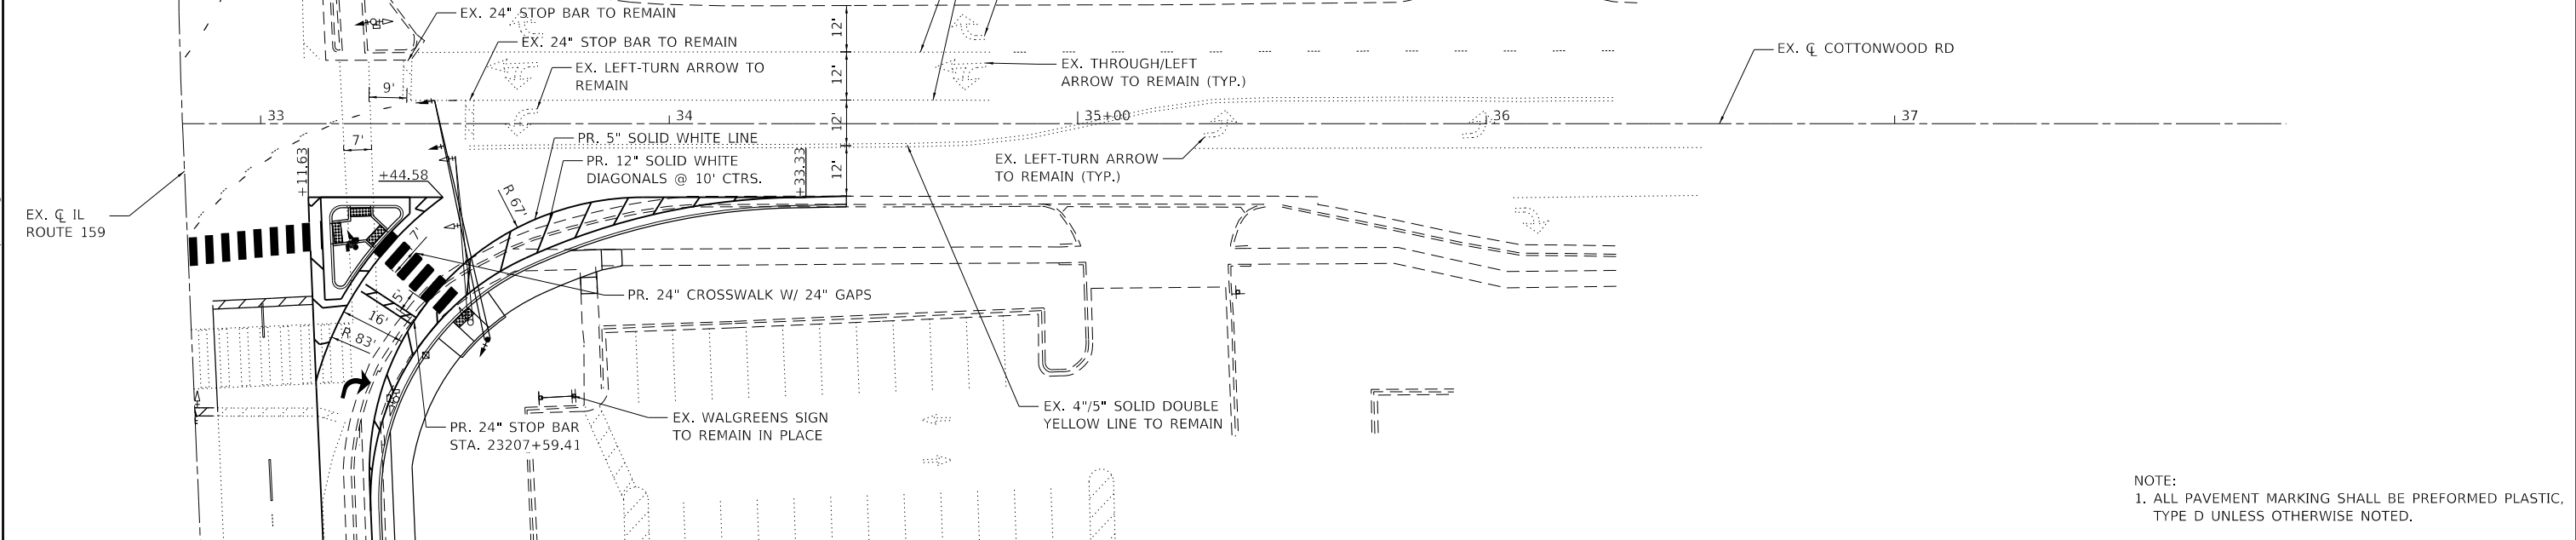 EX. 24" STOP BAR TO REMAIN
EX. 24" STOP BAR TO REMAIN
EX. LEFT-TURN ARROW TO
REMAIN
12'
12'
12'
12'
EX. THROUGH/LEFT
ARROW TO REMAIN (TYP.)
EX. ℄ COTTONWOOD RD
9'
33
34
35+00
36
37
7'
PR. 5" SOLID WHITE LINE
PR. 12" SOLID WHITE
DIAGONALS @ 10' CTRS.
+11.63
+44.58
+33.33
R 67'
EX. LEFT-TURN ARROW
TO REMAIN (TYP.)
EX. ℄ IL
ROUTE 159
7'
5'
16'
R 83'
PR. 24" CROSSWALK W/ 24" GAPS
PR. 24" STOP BAR
STA. 23207+59.41
EX. WALGREENS SIGN
TO REMAIN IN PLACE
EX. 4"/5" SOLID DOUBLE
YELLOW LINE TO REMAIN
NOTE:
1. ALL PAVEMENT MARKING SHALL BE PREFORMED PLASTIC,
TYPE D UNLESS OTHERWISE NOTED.